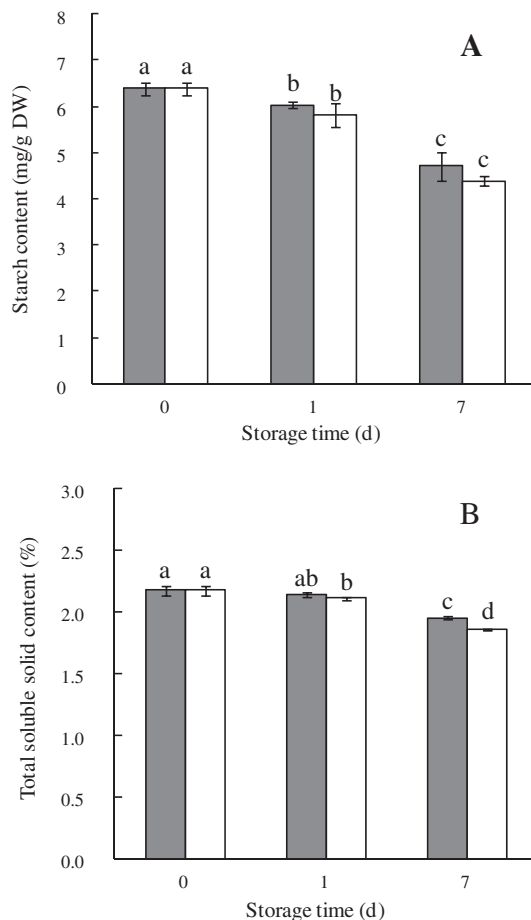 A
Starch content (mg/g DW)
8
7
6
5
4
3
2
1
0
a a
b b
c c
0 1 7
Storage time (d)
B
Total soluble solid content (%)
3.0
2.5
2.0
1.5
1.0
0.5
0.0
a a
ab b
c d
0 1 7
Storage time (d)